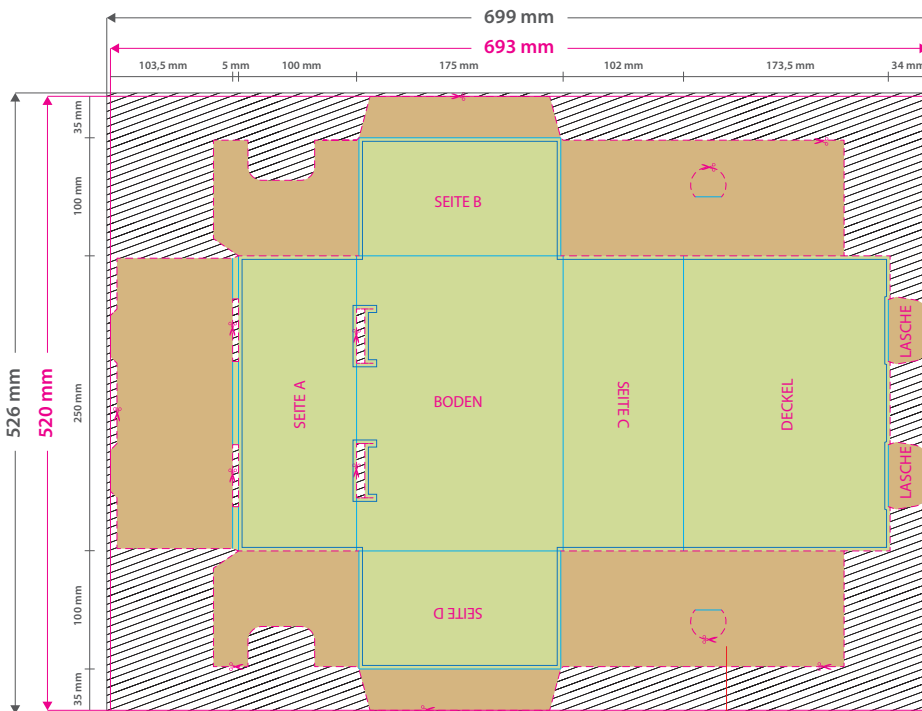 699 mm
693 mm
103,5 mm
5 mm
100 mm
175 mm
102 mm
173,5 mm
34 mm
526 mm
520 mm
35 mm
100 mm
250 mm
100 mm
35 mm
SEITE B
SEITE A
BODEN
SEITE C
DECKEL
LASCHE
LASCHE
SEITE D